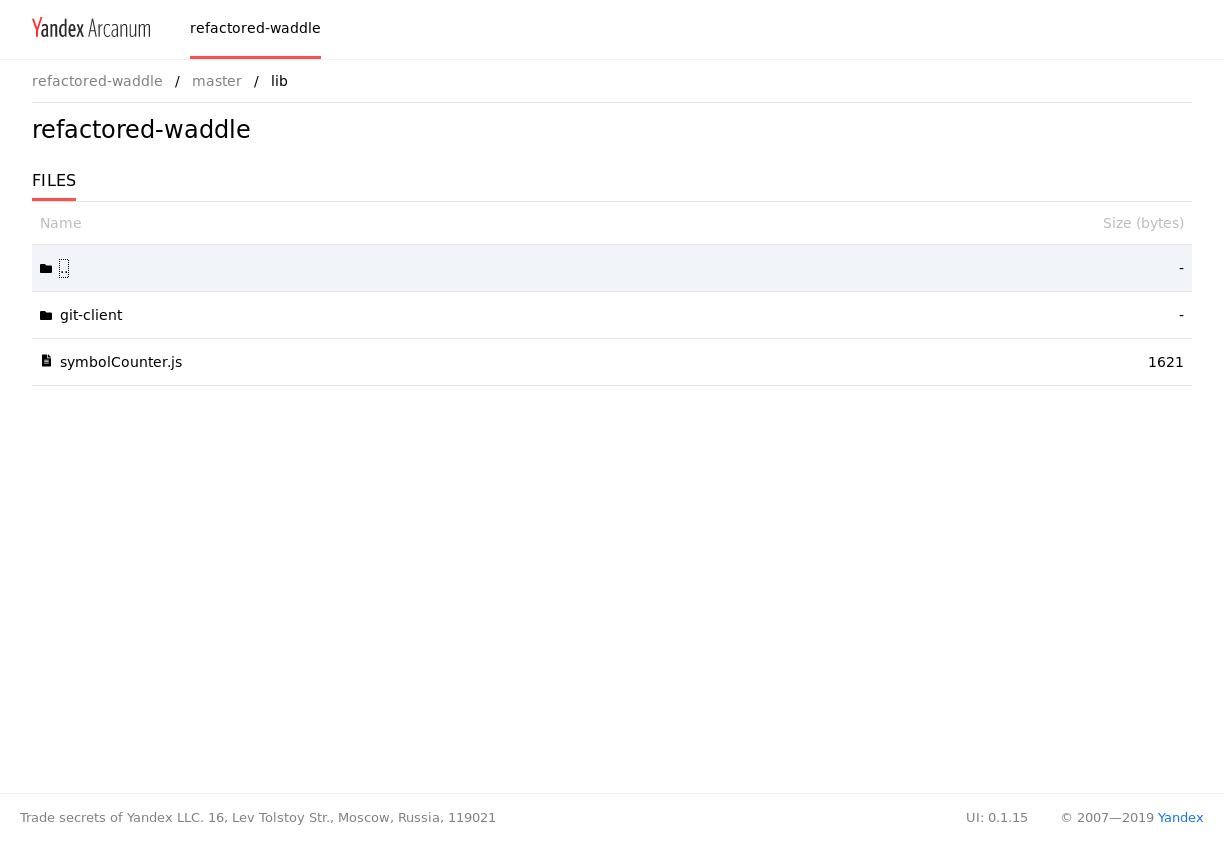 Yandex Arcanum refactored-waddle
refactored-waddle / master / lib
refactored-waddle
FILES
Name Size (bytes)
.. -
git-client -
symbolCounter.js 1621
Trade secrets of Yandex LLC. 16, Lev Tolstoy Str., Moscow, Russia, 119021 UI: 0.1.15 © 2007—2019 Yandex